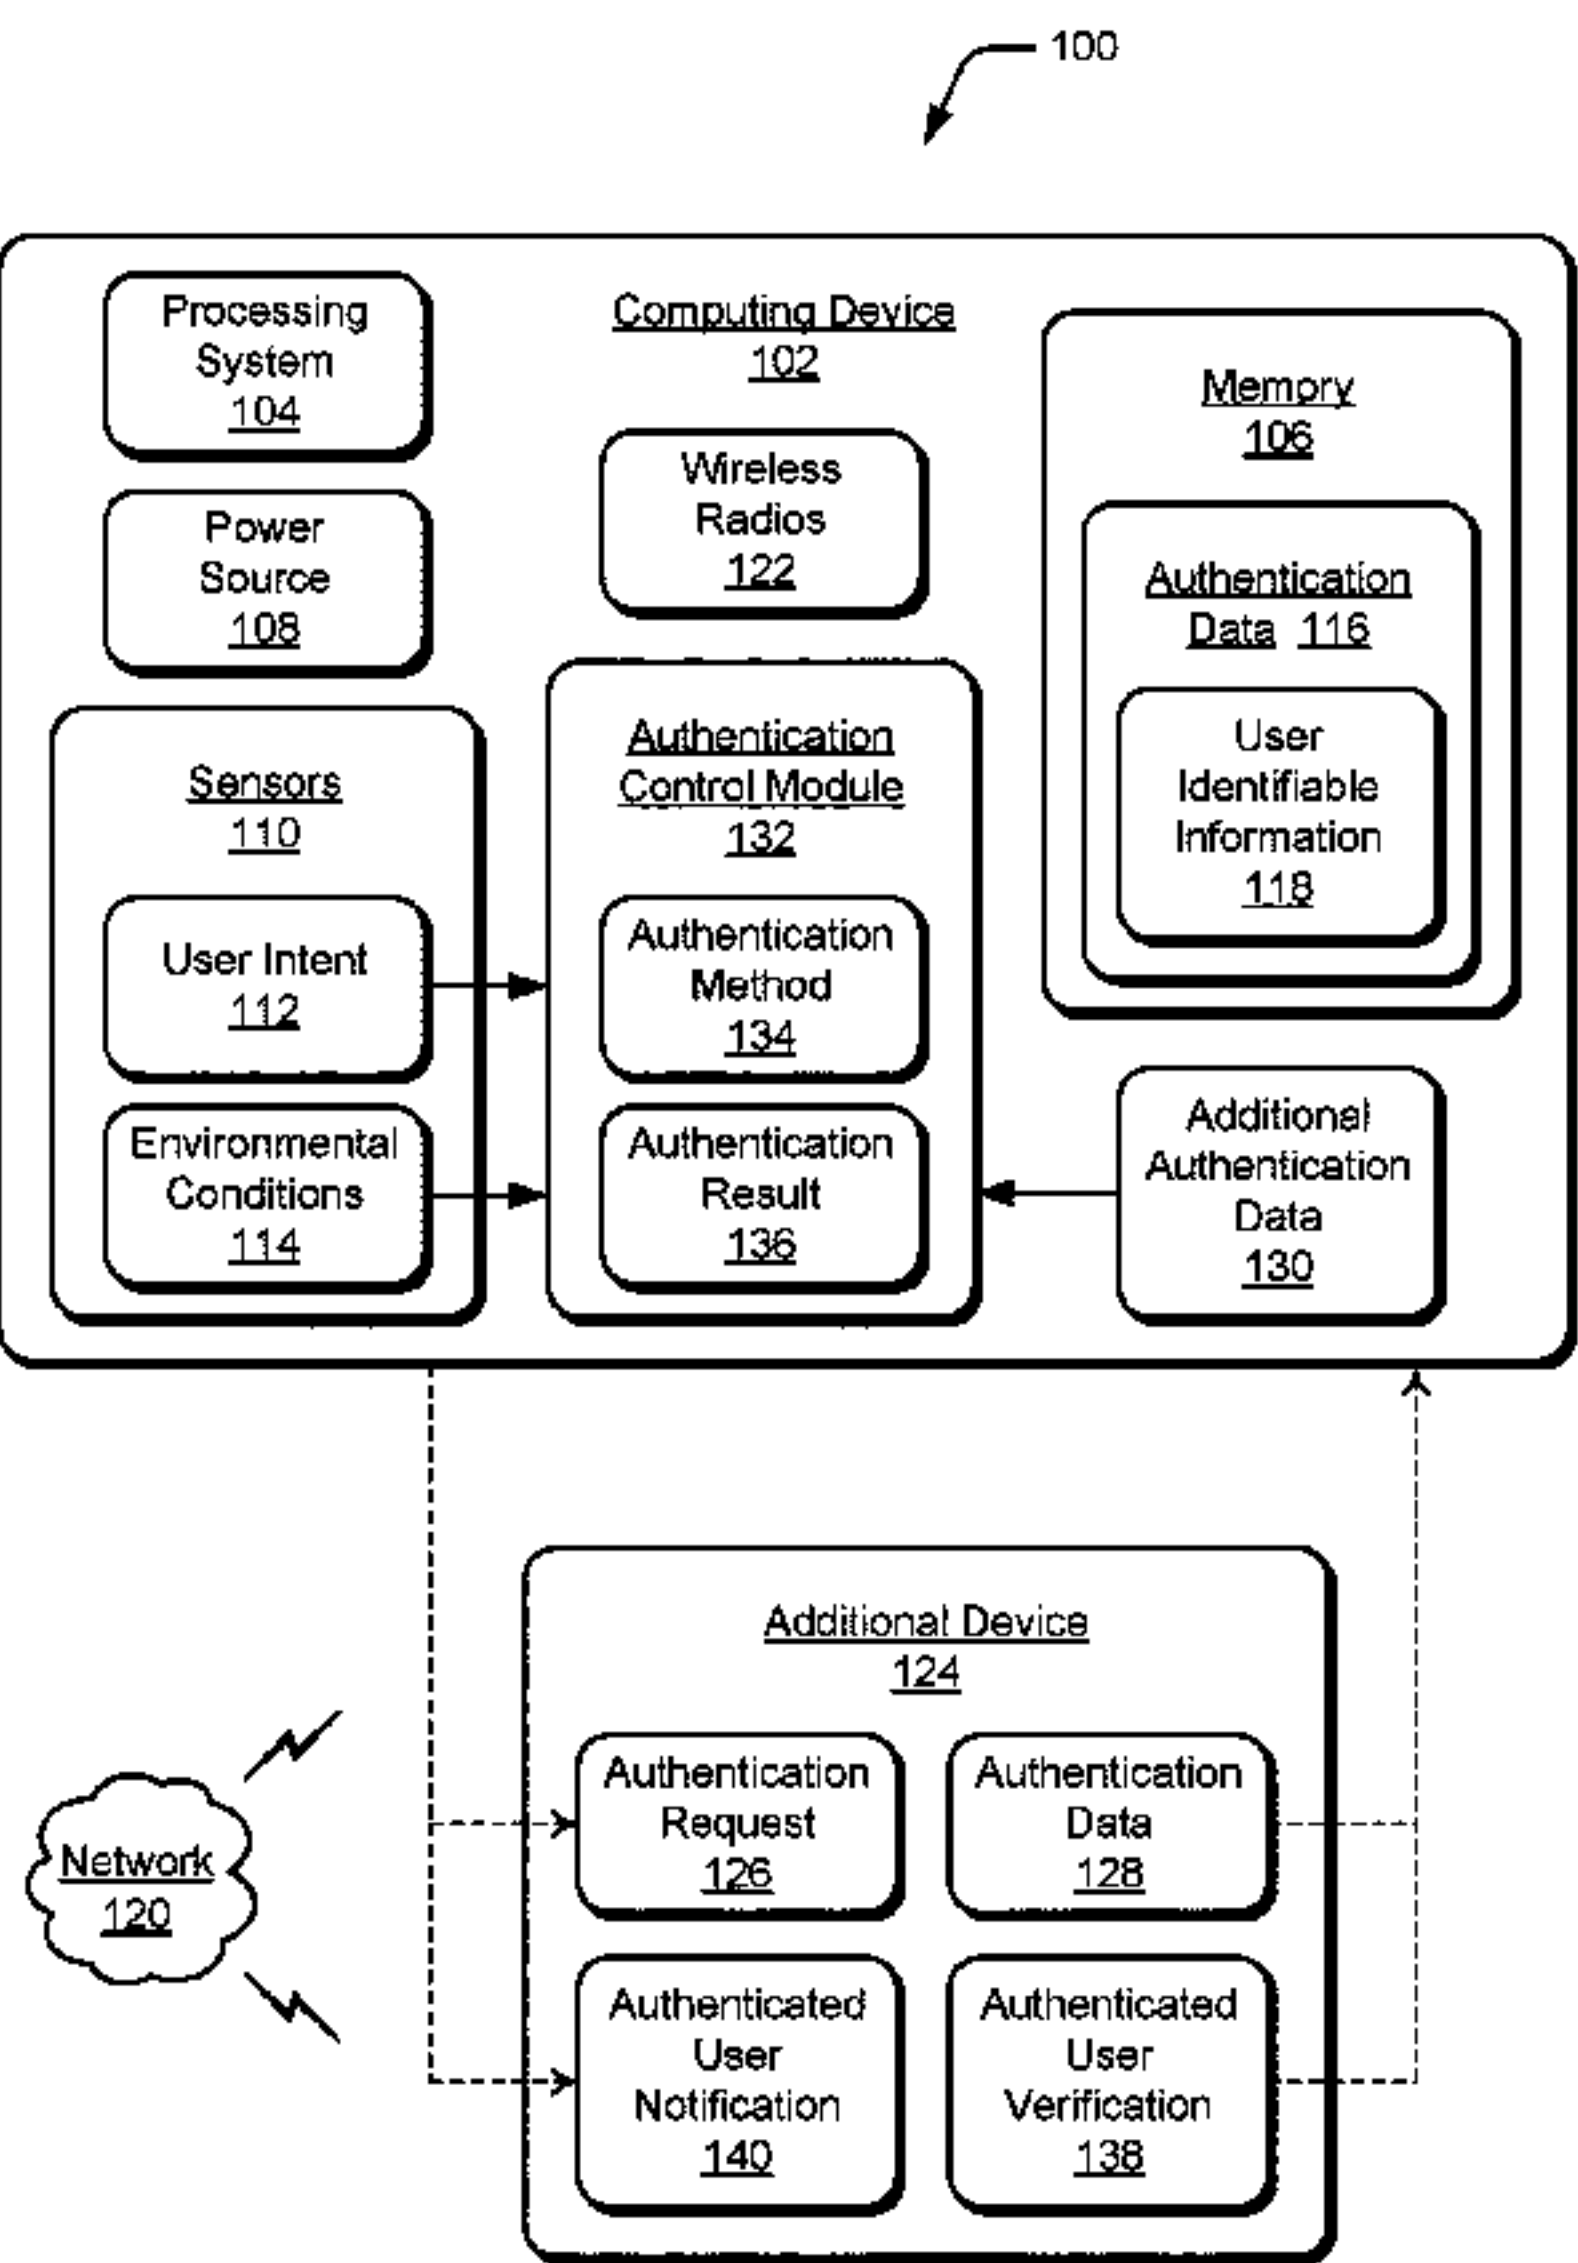 100
Processing
System
104
Computing Device
102
Memory
106
Wireless
Radios
122
Power
Source
108
Authentication
Data 116
User
Identifiable
Information
118
Sensors
110
Authentication
Control Module
132
User Intent
112
Authentication
Method
134
Environmental
Conditions
114
Authentication
Result
136
Additional
Authentication
Data
130
Additional Device
124
Authentication
Request
126
Authentication
Data
128
Network
120
Authenticated
User
Notification
140
Authenticated
User
Verification
138